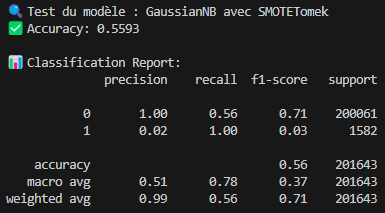 🔍 Test du modèle : GaussianNB avec SMOTETomek
✅ Accuracy: 0.5593
📊 Classification Report:
precision recall f1-score support
0 1.00 0.56 0.71 200061
1 0.02 1.00 0.03 1582
accuracy 0.56 201643
macro avg 0.51 0.78 0.37 201643
weighted avg 0.99 0.56 0.71 201643